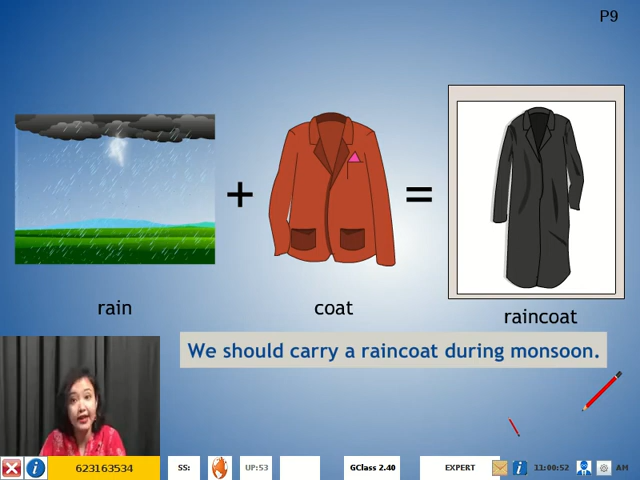 P9
+
=
rain
coat
raincoat
We should carry a raincoat during monsoon.
623163534
SS:
UP:53
GClass 2.40
EXPERT
11:00:52
AM